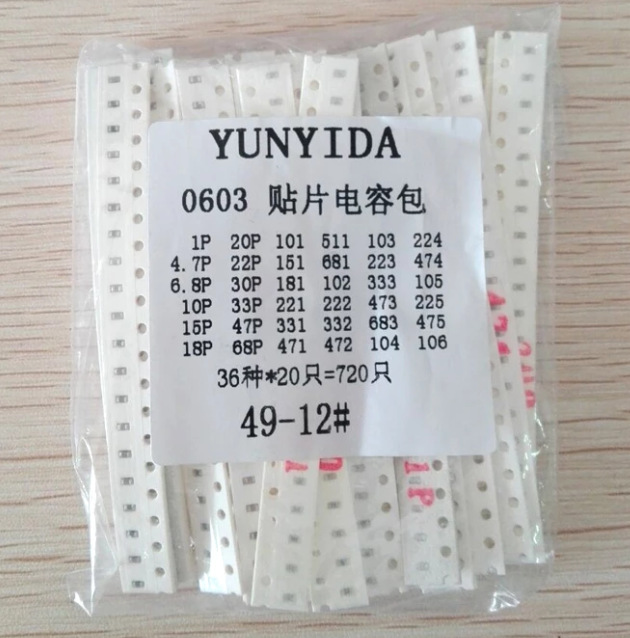 YUNYIDA
0603 贴片电容包
1P 20P 101 511 103 224
4.7P 22P 151 681 223 474
6.8P 30P 181 102 333 105
10P 33P 221 222 473 225
15P 47P 331 332 683 475
18P 68P 471 472 104 106
36种*20只=720只
49-12#
1P